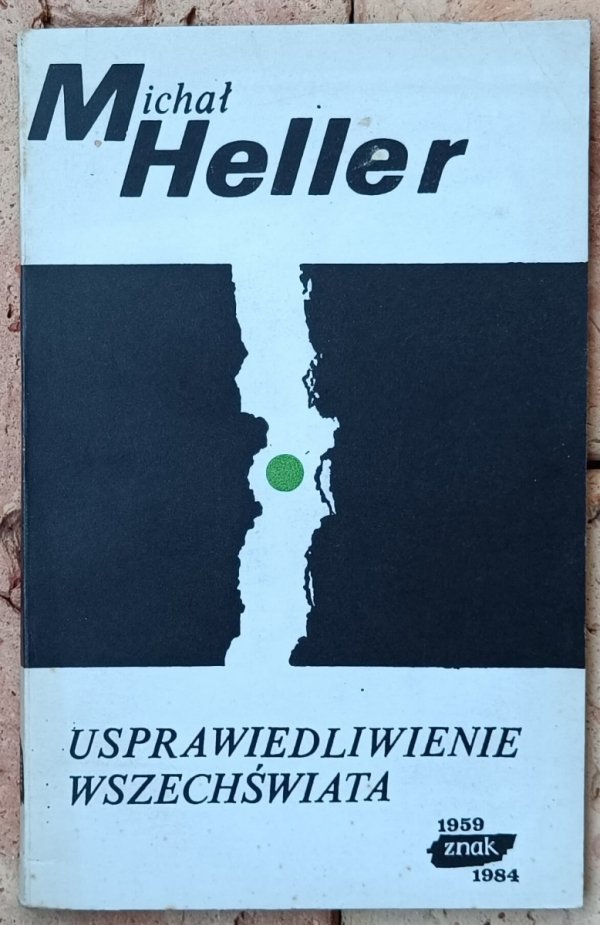 Michał
Heller
USPRAWIEDLIWIENIE
WSZECHŚWIATA
1959
znak
1984